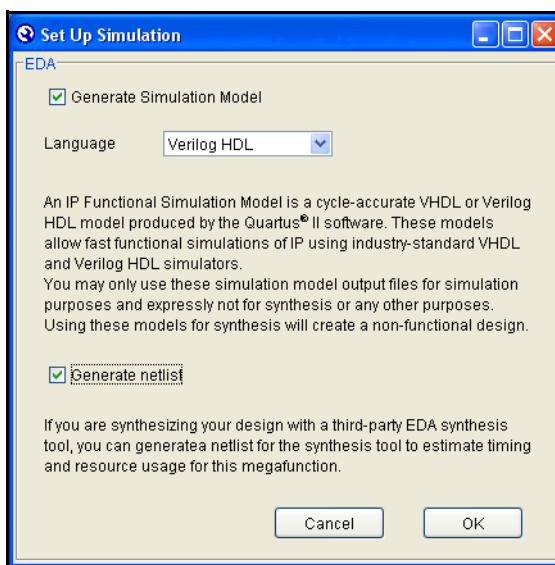 Set Up Simulation
EDA
Generate Simulation Model
Language Verilog HDL
An IP Functional Simulation Model is a cycle-accurate VHDL or Verilog
HDL model produced by the Quartus® II software. These models
allow fast functional simulations of IP using industry-standard VHDL
and Verilog HDL simulators.
You may only use these simulation model output files for simulation
purposes and expressly not for synthesis or any other purposes.
Using these models for synthesis will create a non-functional design.
Generate netlist
If you are synthesizing your design with a third-party EDA synthesis
tool, you can generatea netlist for the synthesis tool to estimate timing
and resource usage for this megafunction.
Cancel OK